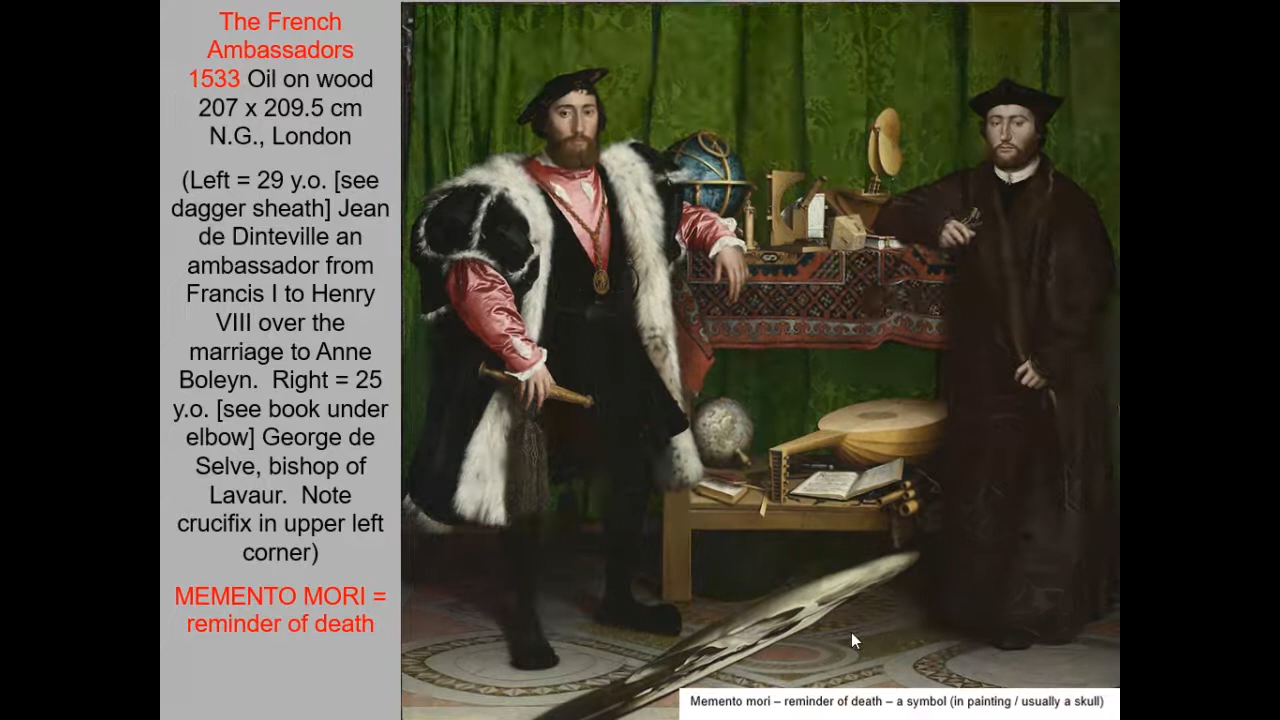 The French
Ambassadors
1533 Oil on wood
207 x 209.5 cm
N.G., London
(Left = 29 y.o. [see
dagger sheath] Jean
de Dinteville an
ambassador from
Francis I to Henry
VIII over the
marriage to Anne
Boleyn.  Right = 25
y.o. [see book under
elbow] George de
Selve, bishop of
Lavaur.  Note
crucifix in upper left
corner)
MEMENTO MORI =
reminder of death
Memento mori – reminder of death – a symbol (in painting / usually a skull)